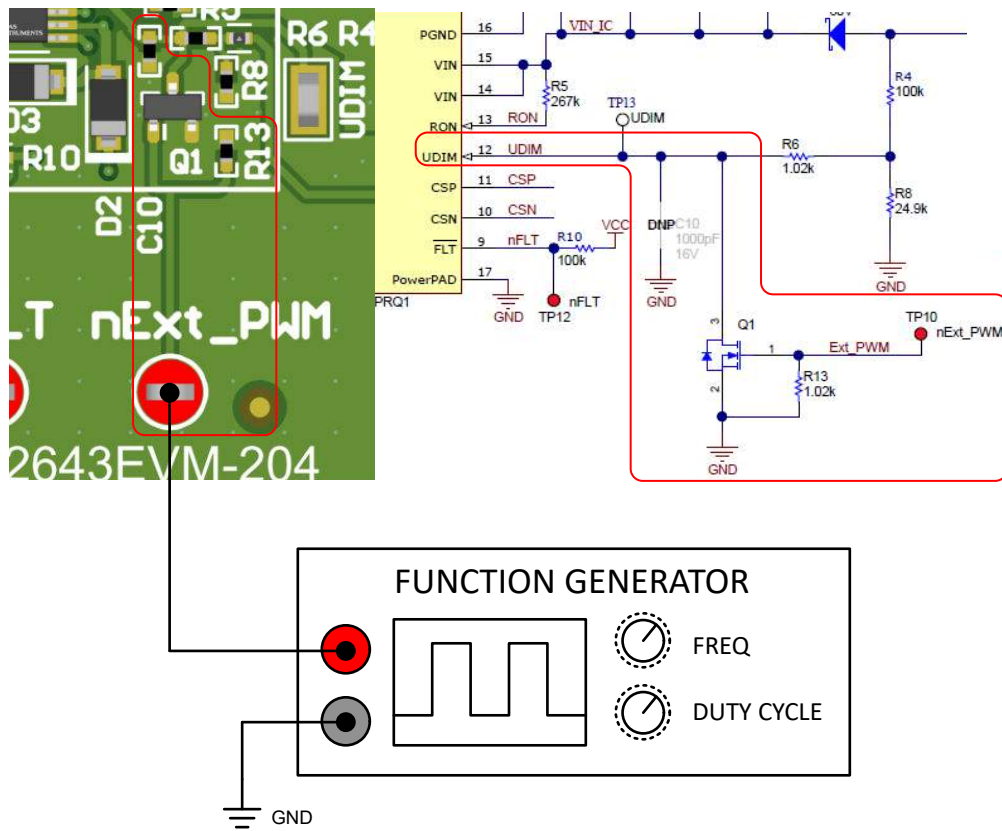 R5
AS
STRUMENTS
R6 R4
R8
UDIM
D3
R10
Q1
R13
D2
C10
T nExt_PWM
2643EVM-204
PGND
16
VIN_IC
VIN
15
VIN
14
R5
267k
R4
100k
RON
13
RON
TP13
UDIM
UDIM
12
UDIM
R6
1.02k
CSP
11
CSP
R8
24.9k
CSN
10
CSN
DNP
C10
1000pF
16V
VCC
FLT
9
nFLT
R10
100k
GND
GND
PowerPAD
17
PRQ1
GND
TP12
nFLT
3
Q1
TP10
nExt_PWM
1
Ext_PWM
R13
1.02k
2
GND
FUNCTION GENERATOR
FREQ
DUTY CYCLE
GND